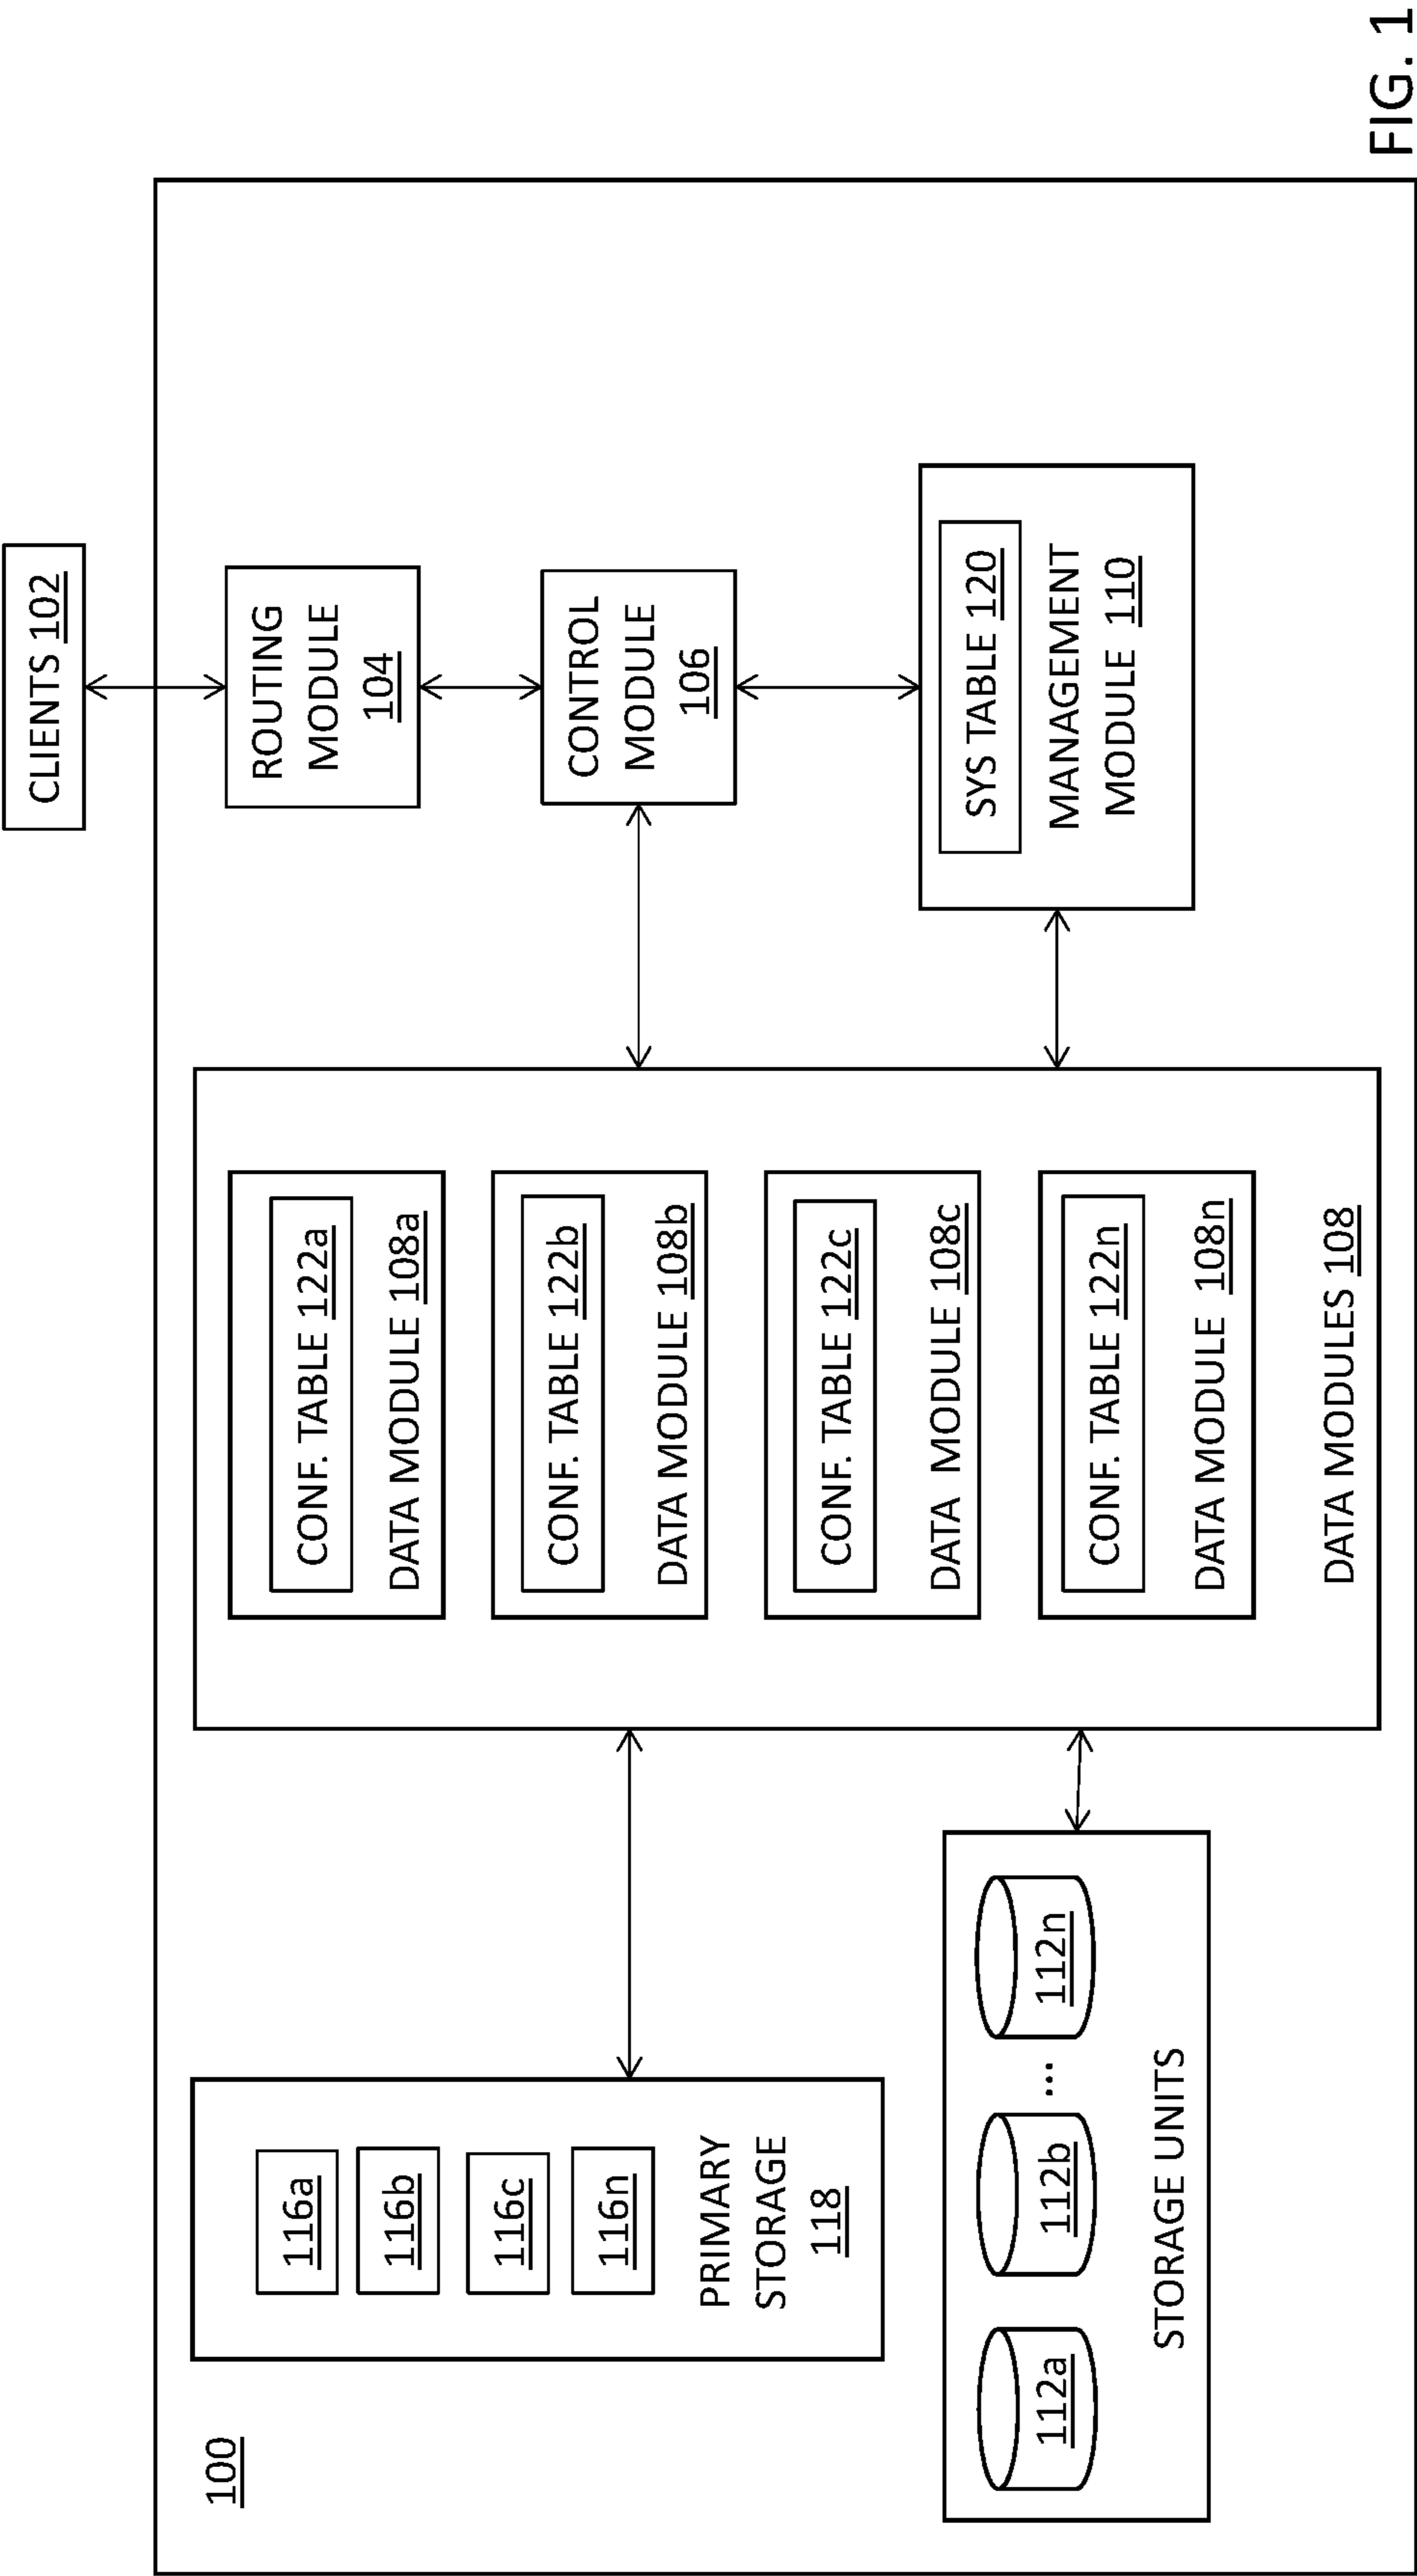 CLIENTS 102
100
116a
116b
116c
116n
PRIMARY
STORAGE
118
112a
112b
...
112n
STORAGE UNITS
CONF. TABLE 122a
DATA MODULE 108a
CONF. TABLE 122b
DATA MODULE 108b
CONF. TABLE 122c
DATA MODULE 108c
CONF. TABLE 122n
DATA MODULE 108n
DATA MODULES 108
ROUTING
MODULE
104
CONTROL
MODULE
106
SYS TABLE 120
MANAGEMENT
MODULE 110
FIG. 1